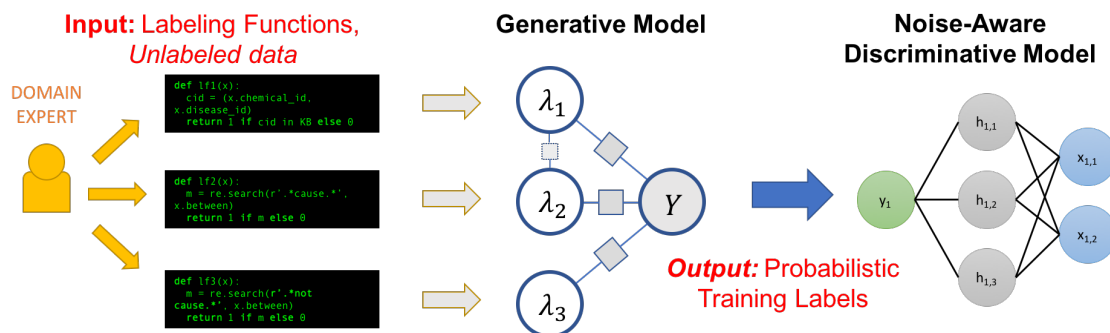 Input: Labeling Functions,
Unlabeled data
DOMAIN
EXPERT
def lf1(x):
cid = (x.chemical_id,
x.disease_id)
return 1 if cid in KB else 0
def lf2(x):
m = re.search(r'.*cause.*',
x.between)
return 1 if m else 0
def lf3(x):
m = re.search(r'.*not
cause.*', x.between)
return 1 if m else 0
Generative Model
λ1
λ2
λ3
Y
Output: Probabilistic
Training Labels
Noise-Aware
Discriminative Model
y1
h1,1
h1,2
h1,3
x1,1
x1,2